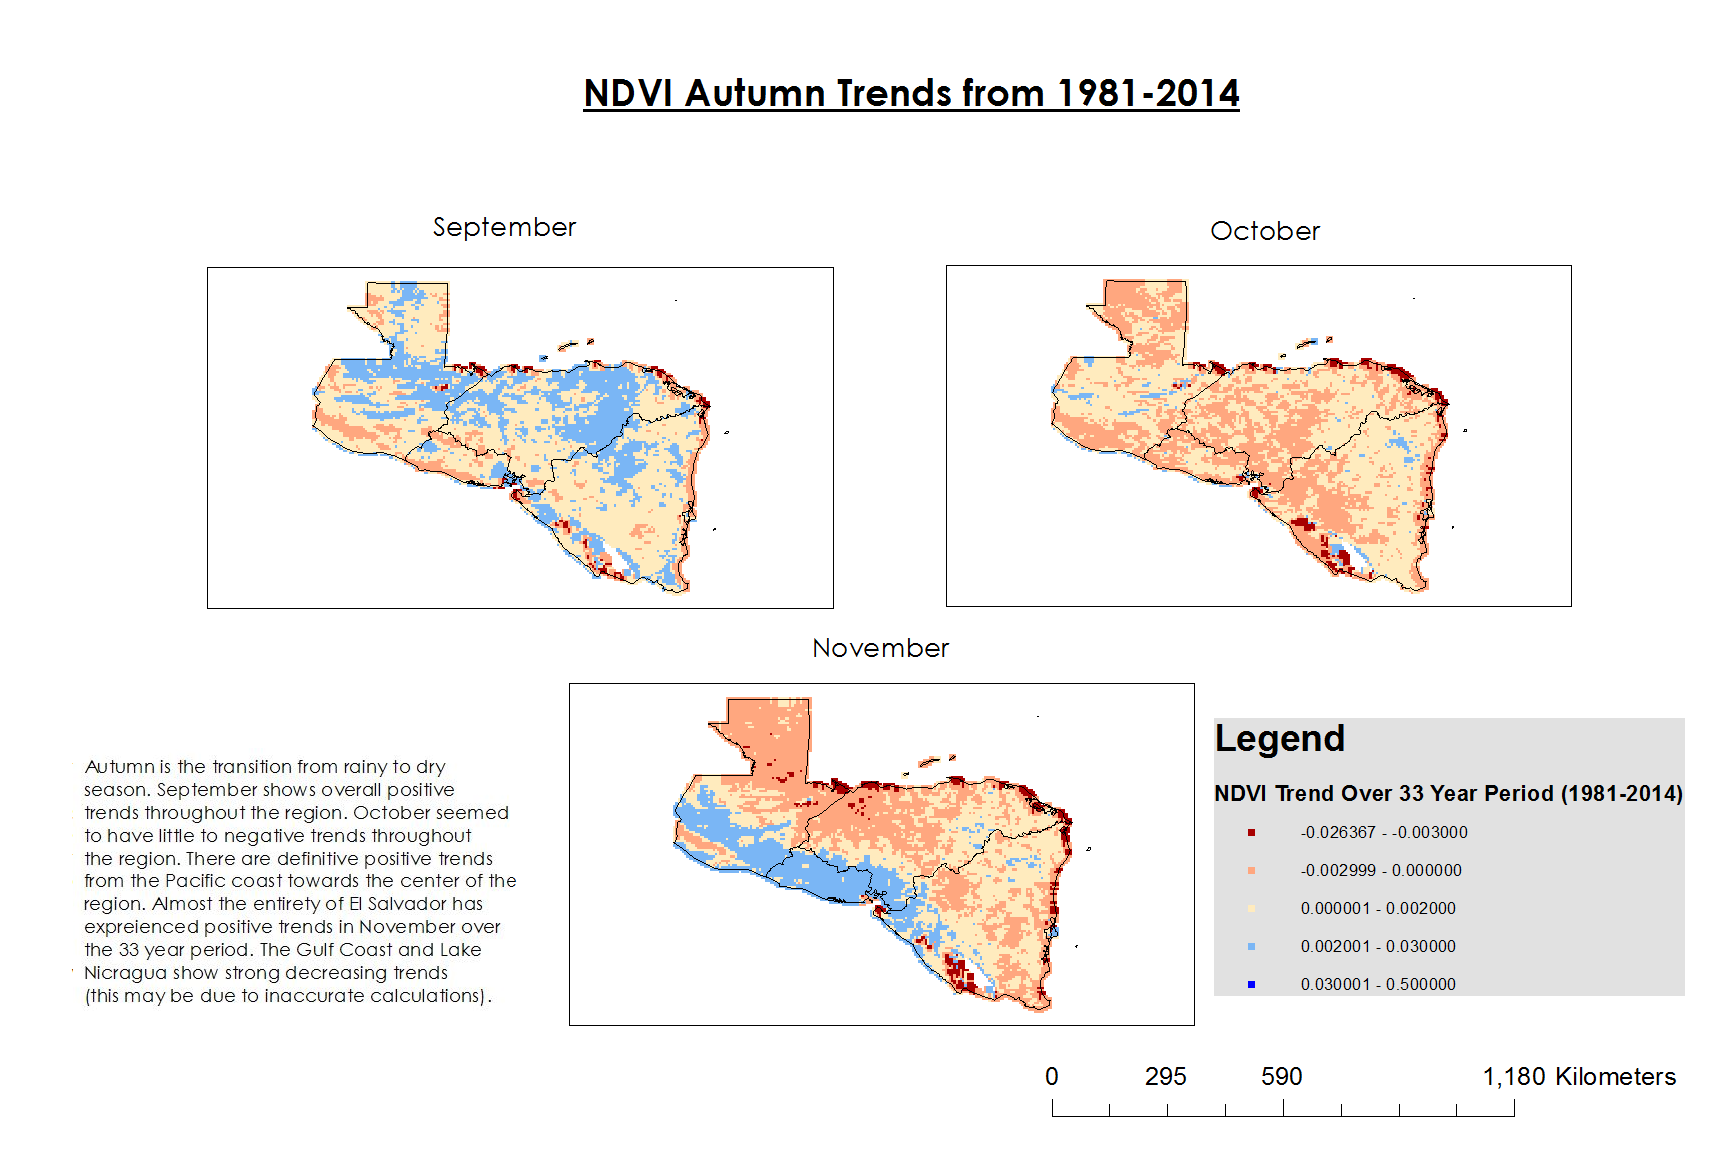 NDVI Autumn Trends from 1981-2014
September
October
November
Autumn is the transition from rainy to dry
season. September shows overall positive
trends throughout the region. October seemed
to have little to negative trends throughout
the region. There are definitive positive trends
from the Pacific coast towards the center of the
region. Almost the entirety of El Salvador has
expreienced positive trends in November over
the 33 year period. The Gulf Coast and Lake
Nicragua show strong decreasing trends
(this may be due to inaccurate calculations).
Legend
NDVI Trend Over 33 Year Period (1981-2014)
-0.026367 - -0.003000
-0.002999 - 0.000000
0.000001 - 0.002000
0.002001 - 0.030000
0.030001 - 0.500000
0 295 590 1,180 Kilometers